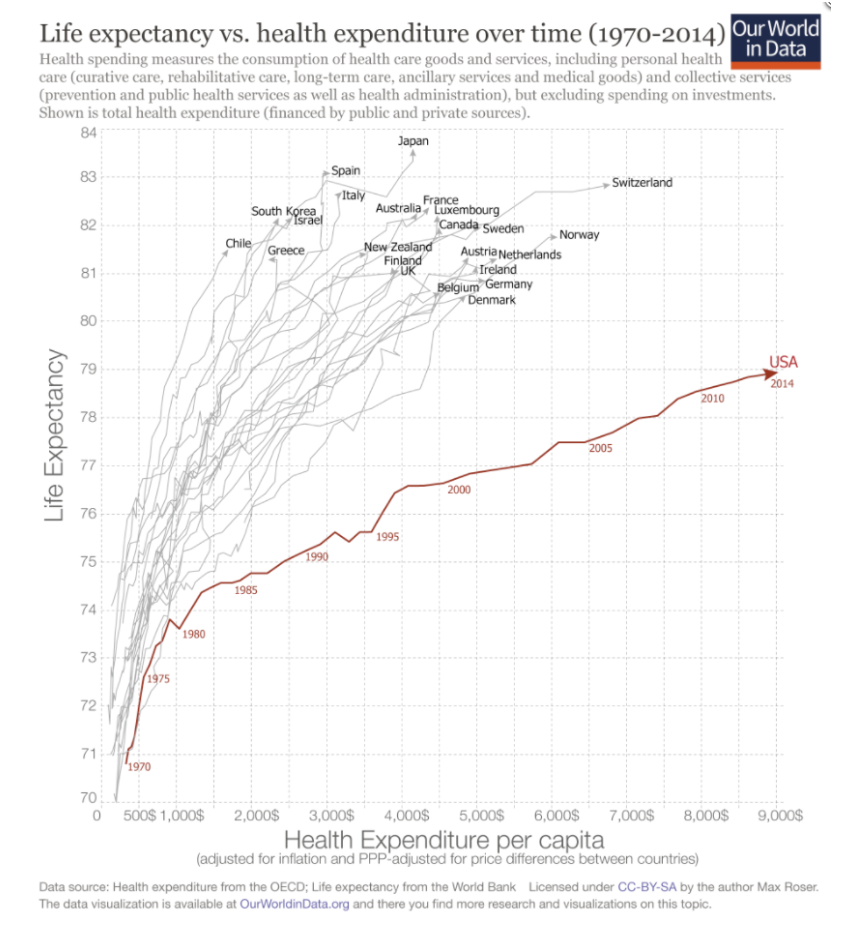 Life expectancy vs. health expenditure over time (1970-2014)
Our World
in Data
Health spending measures the consumption of health care goods and services, including personal health
care (curative care, rehabilitative care, long-term care, ancillary services and medical goods) and collective services
(prevention and public health services as well as health administration), but excluding spending on investments.
Shown is total health expenditure (financed by public and private sources).
84
Japan
83
Spain
Switzerland
Italy
France
Australia
Luxembourg
South Korea
Israel
82
Canada
Sweden
Norway
Chile
Greece
New Zealand
Austria
Netherlands
Finland
UK
81
Ireland
Belgium
Germany
Denmark
80
79
USA
2014
2010
78
2005
77
2000
76
1995
75
1990
1985
74
1980
73
1975
72
71
1970
70
Life Expectancy
0 500$ 1,000$ 2,000$ 3,000$ 4,000$ 5,000$ 6,000$ 7,000$ 8,000$ 9,000$
Health Expenditure per capita
(adjusted for inflation and PPP-adjusted for price differences between countries)
Data source: Health expenditure from the OECD; Life expectancy from the World Bank Licensed under CC-BY-SA by the author Max Roser.
The data visualization is available at OurWorldinData.org and there you find more research and visualizations on this topic.